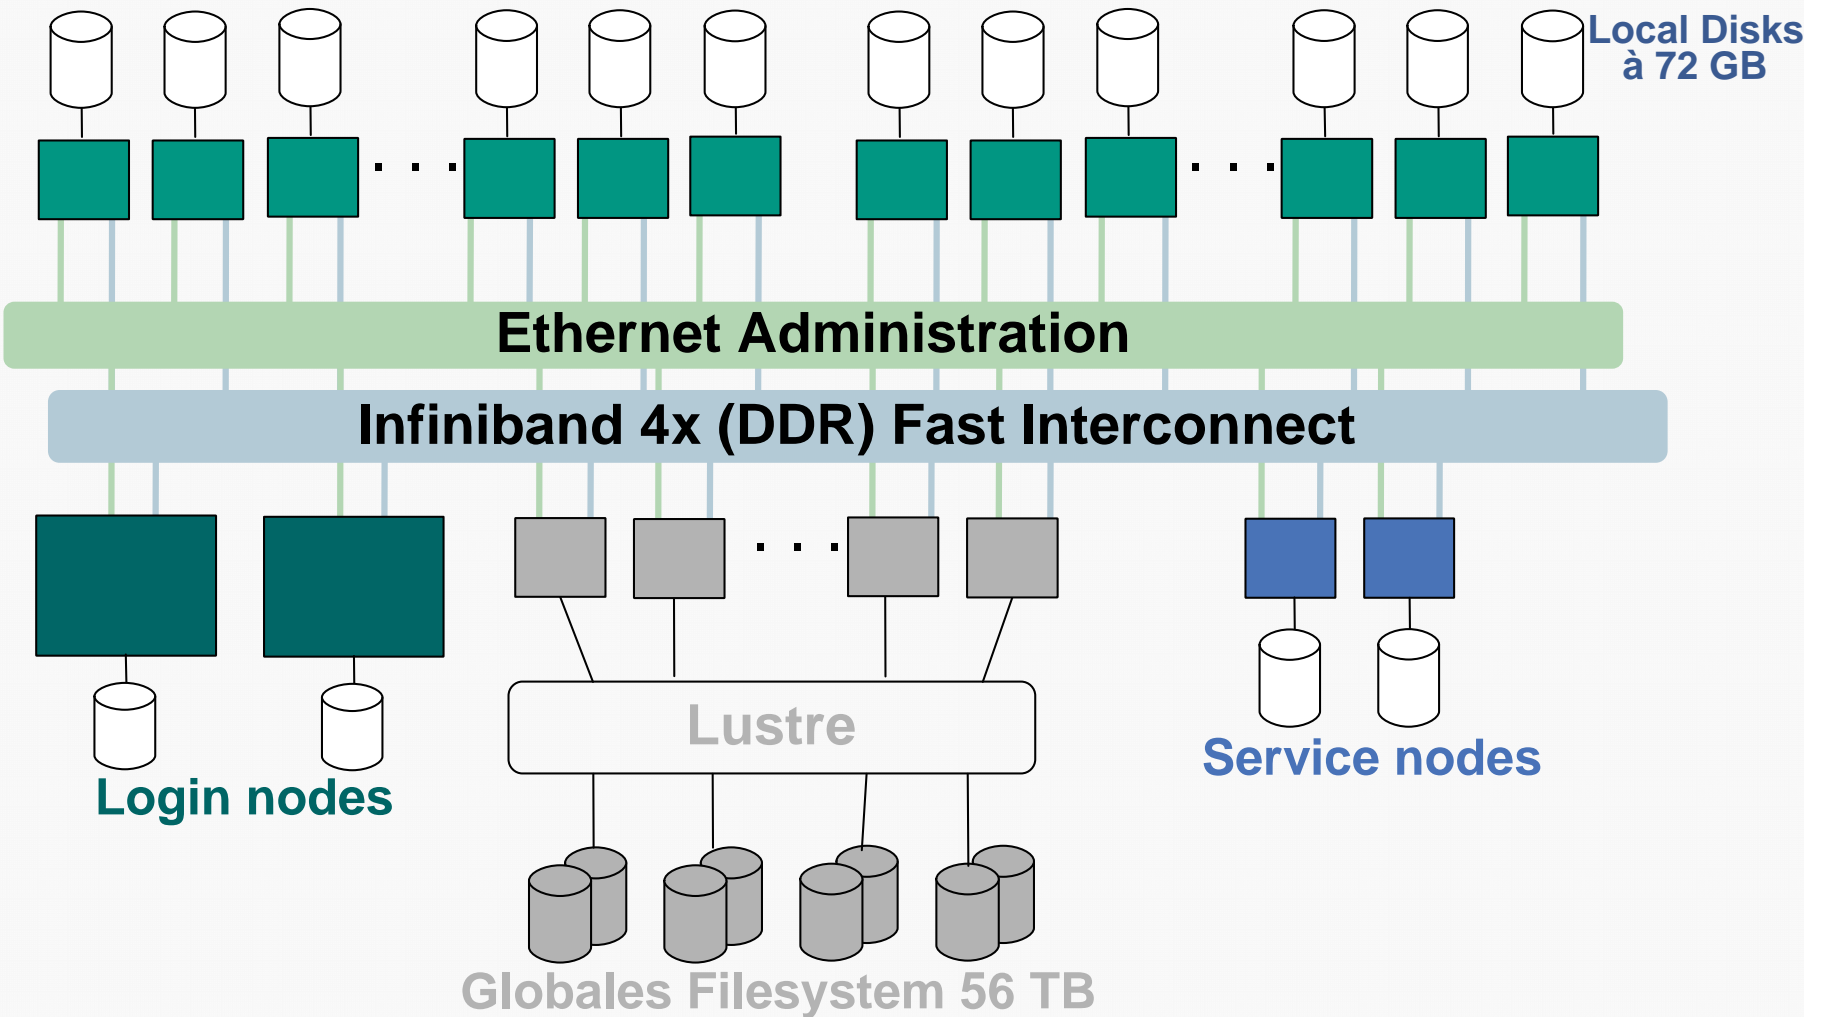 Local Disks
à 72 GB
Ethernet Administration
Infiniband 4x (DDR) Fast Interconnect
Lustre
Service nodes
Login nodes
Globales Filesystem 56 TB